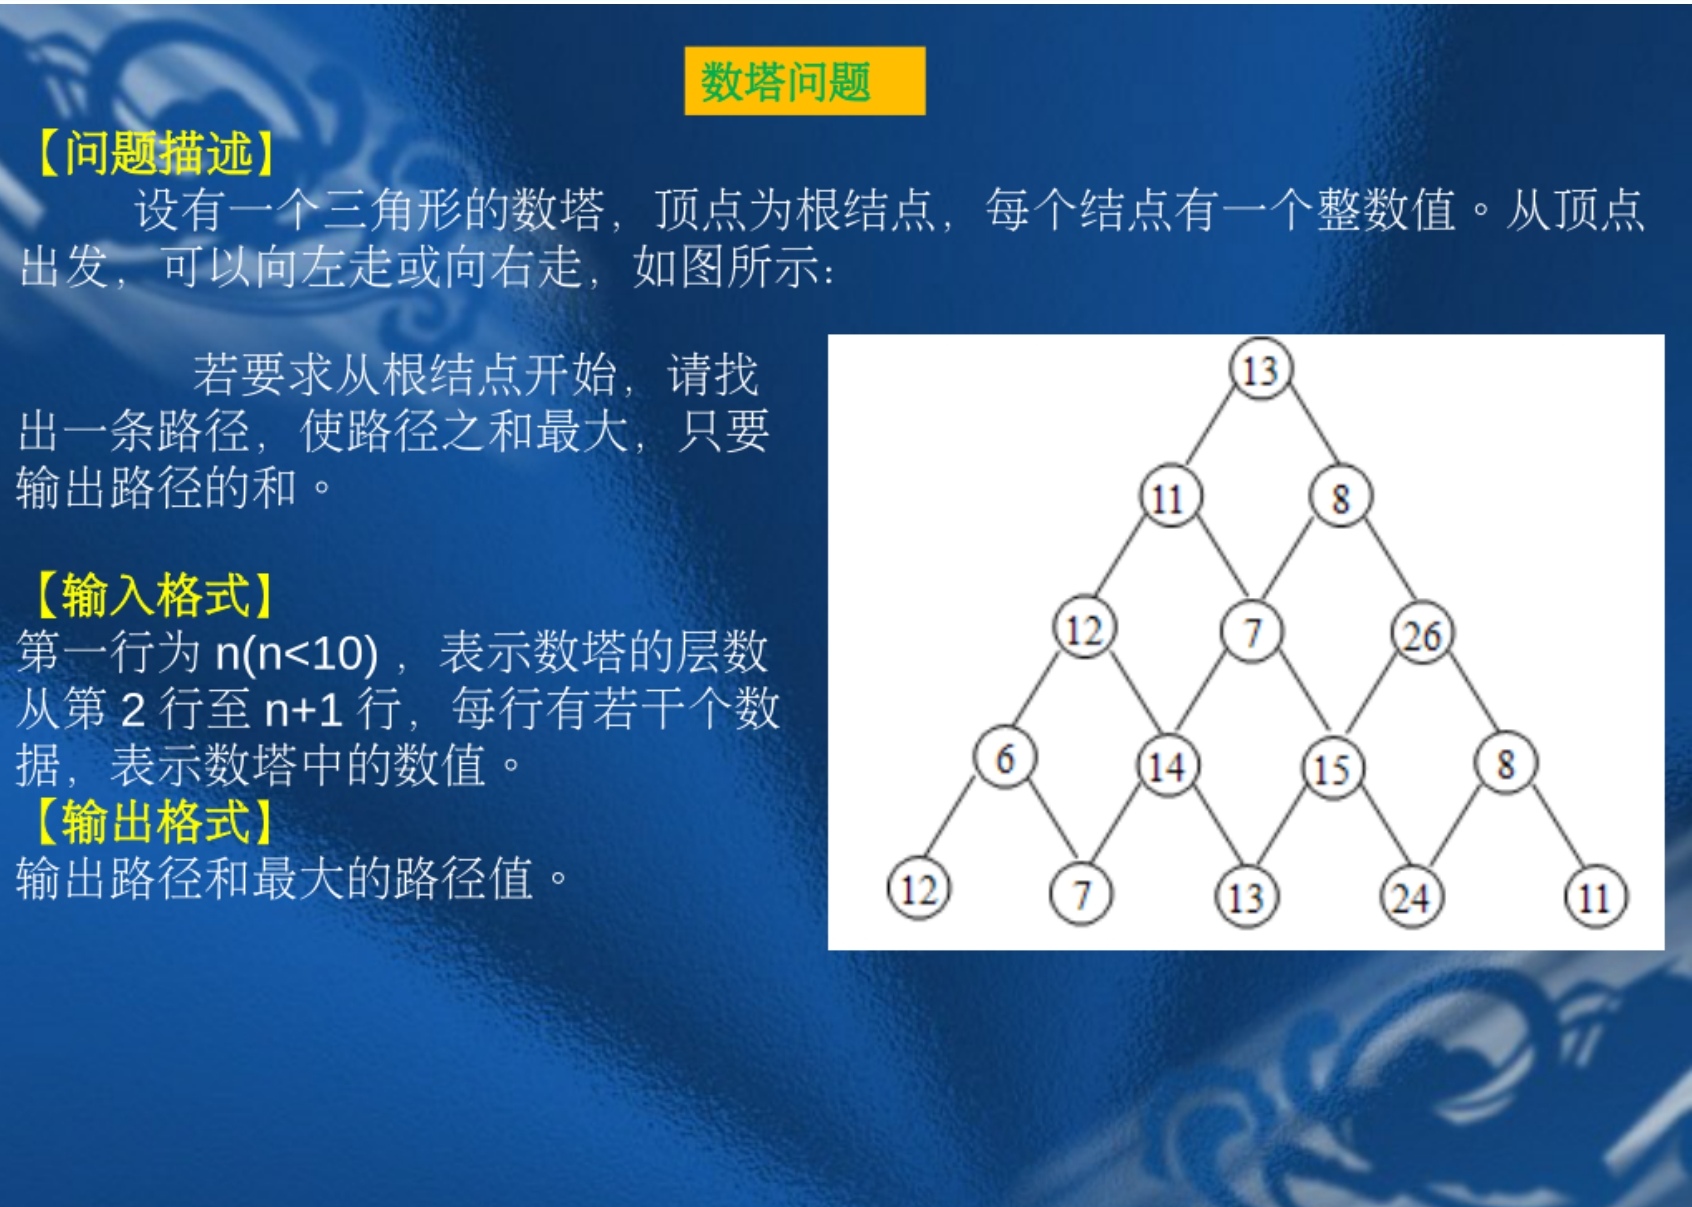 数塔问题
【问题描述】
设有一个三角形的数塔，顶点为根结点，每个结点有一个整数值。从顶点
出发，可以向左走或向右走，如图所示：
若要求从根结点开始，请找
出一条路径，使路径之和最大，只要
输出路径的和。
【输入格式】
第一行为 n(n<10) ，表示数塔的层数
从第 2 行至 n+1 行，每行有若干个数
据，表示数塔中的数值。
【输出格式】
输出路径和最大的路径值。
13
11 8
12 7 26
6 14 15 8
12 7 13 24 11